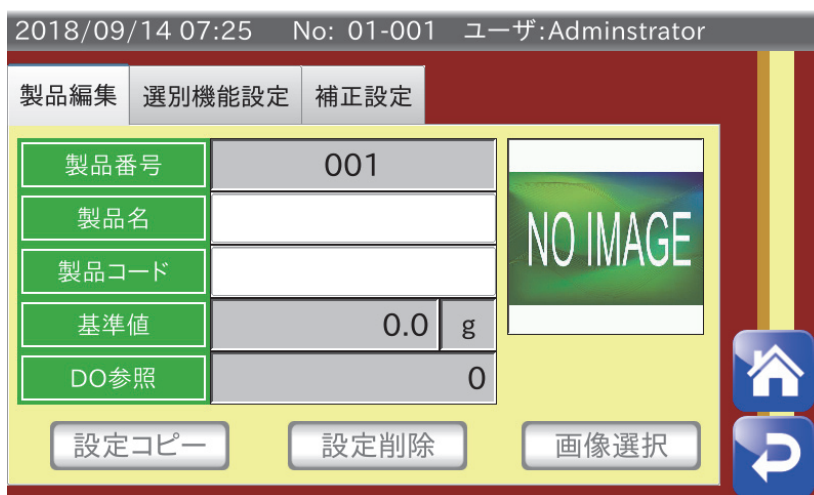 2018/09/14 07:25 No: 01-001 ユーザ:Adminstrator
製品編集 選別機能設定 補正設定
製品番号 001
製品名
製品コード
基準値 0.0 g
DO参照 0
NO IMAGE
設定コピー 設定削除 画像選択